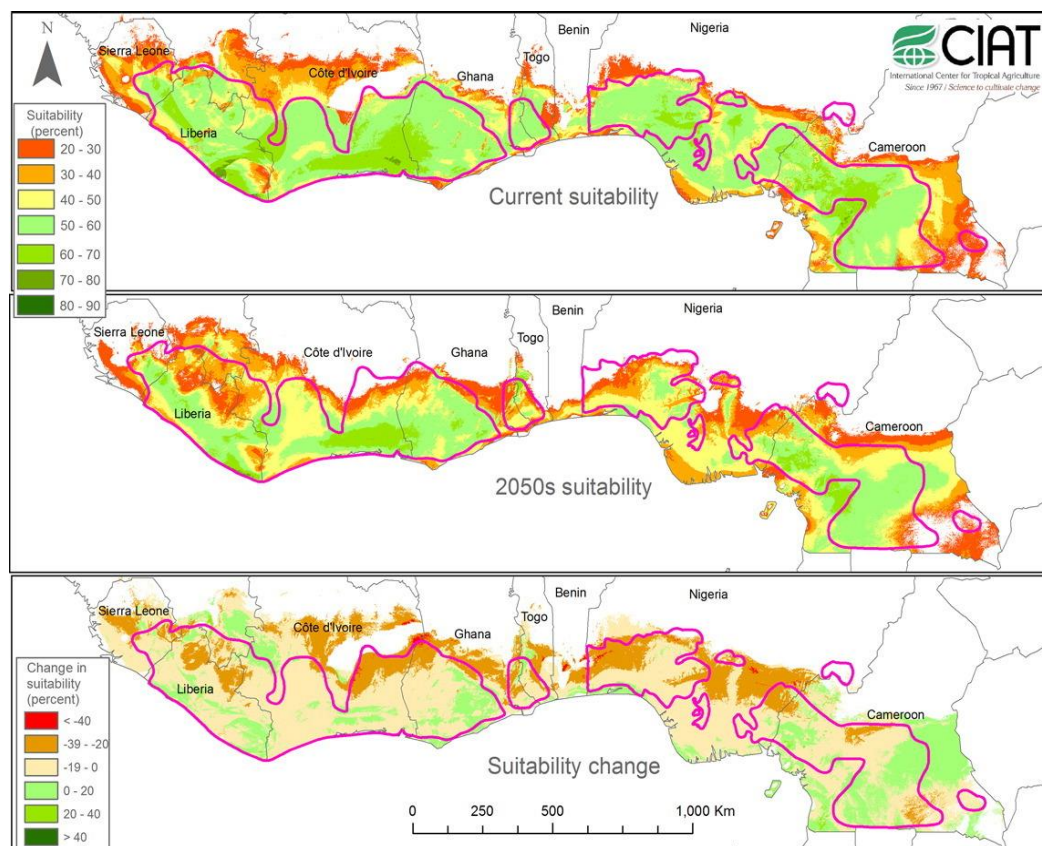 N
Benin
Nigeria
Sierra Leone
Togo
Ghana
Côte d'Ivoire
Liberia
Cameroon
CIAT
International Center for Tropical Agriculture
Since 1967 / Science to cultivate change
Suitability
(percent)
20 - 30
30 - 40
40 - 50
50 - 60
60 - 70
70 - 80
80 - 90
Current suitability
Benin
Nigeria
Sierra Leone
Togo
Côte d'Ivoire
Ghana
Liberia
Cameroon
2050s suitability
Benin
Nigeria
Sierra Leone
Togo
Côte d'Ivoire
Ghana
Liberia
Cameroon
Change in
suitability
(percent)
< -40
-39 - -20
-19 - 0
0 - 20
20 - 40
> 40
Suitability change
0
250
500
1,000 Km